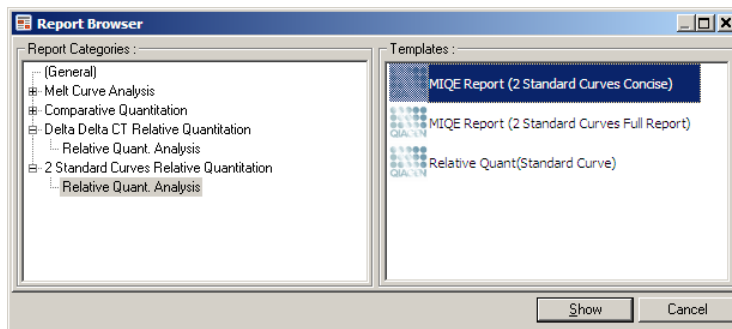 Report Browser
Report Categories :
(General)
Melt Curve Analysis
Comparative Quantitation
Delta Delta CT Relative Quantitation
Relative Quant. Analysis
2 Standard Curves Relative Quantitation
Relative Quant. Analysis
Templates :
MIQE Report (2 Standard Curves Concise)
QIAGEN
MIQE Report (2 Standard Curves Full Report)
QIAGEN
Relative Quant(Standard Curve)
Show
Cancel